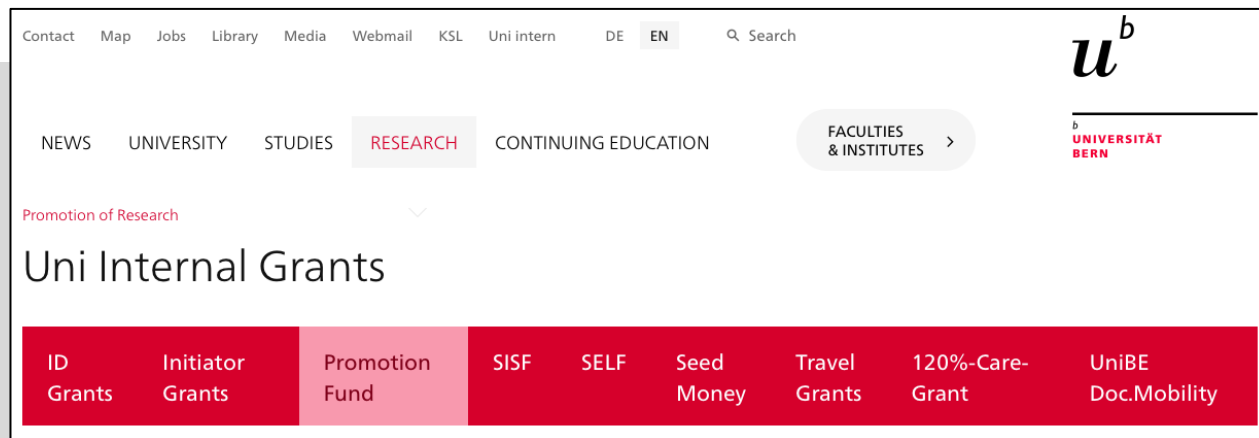 Contact Map Jobs Library Media Webmail KSL Uni intern DE EN Search
u b
NEWS UNIVERSITY STUDIES RESEARCH CONTINUING EDUCATION
FACULTIES
& INSTITUTES
b
UNIVERSITÄT
BERN
Promotion of Research
Uni Internal Grants
ID
Grants
Initiator
Grants
Promotion
Fund
SISF
SELF
Seed
Money
Travel
Grants
120%-Care-
Grant
UniBE
Doc.Mobility